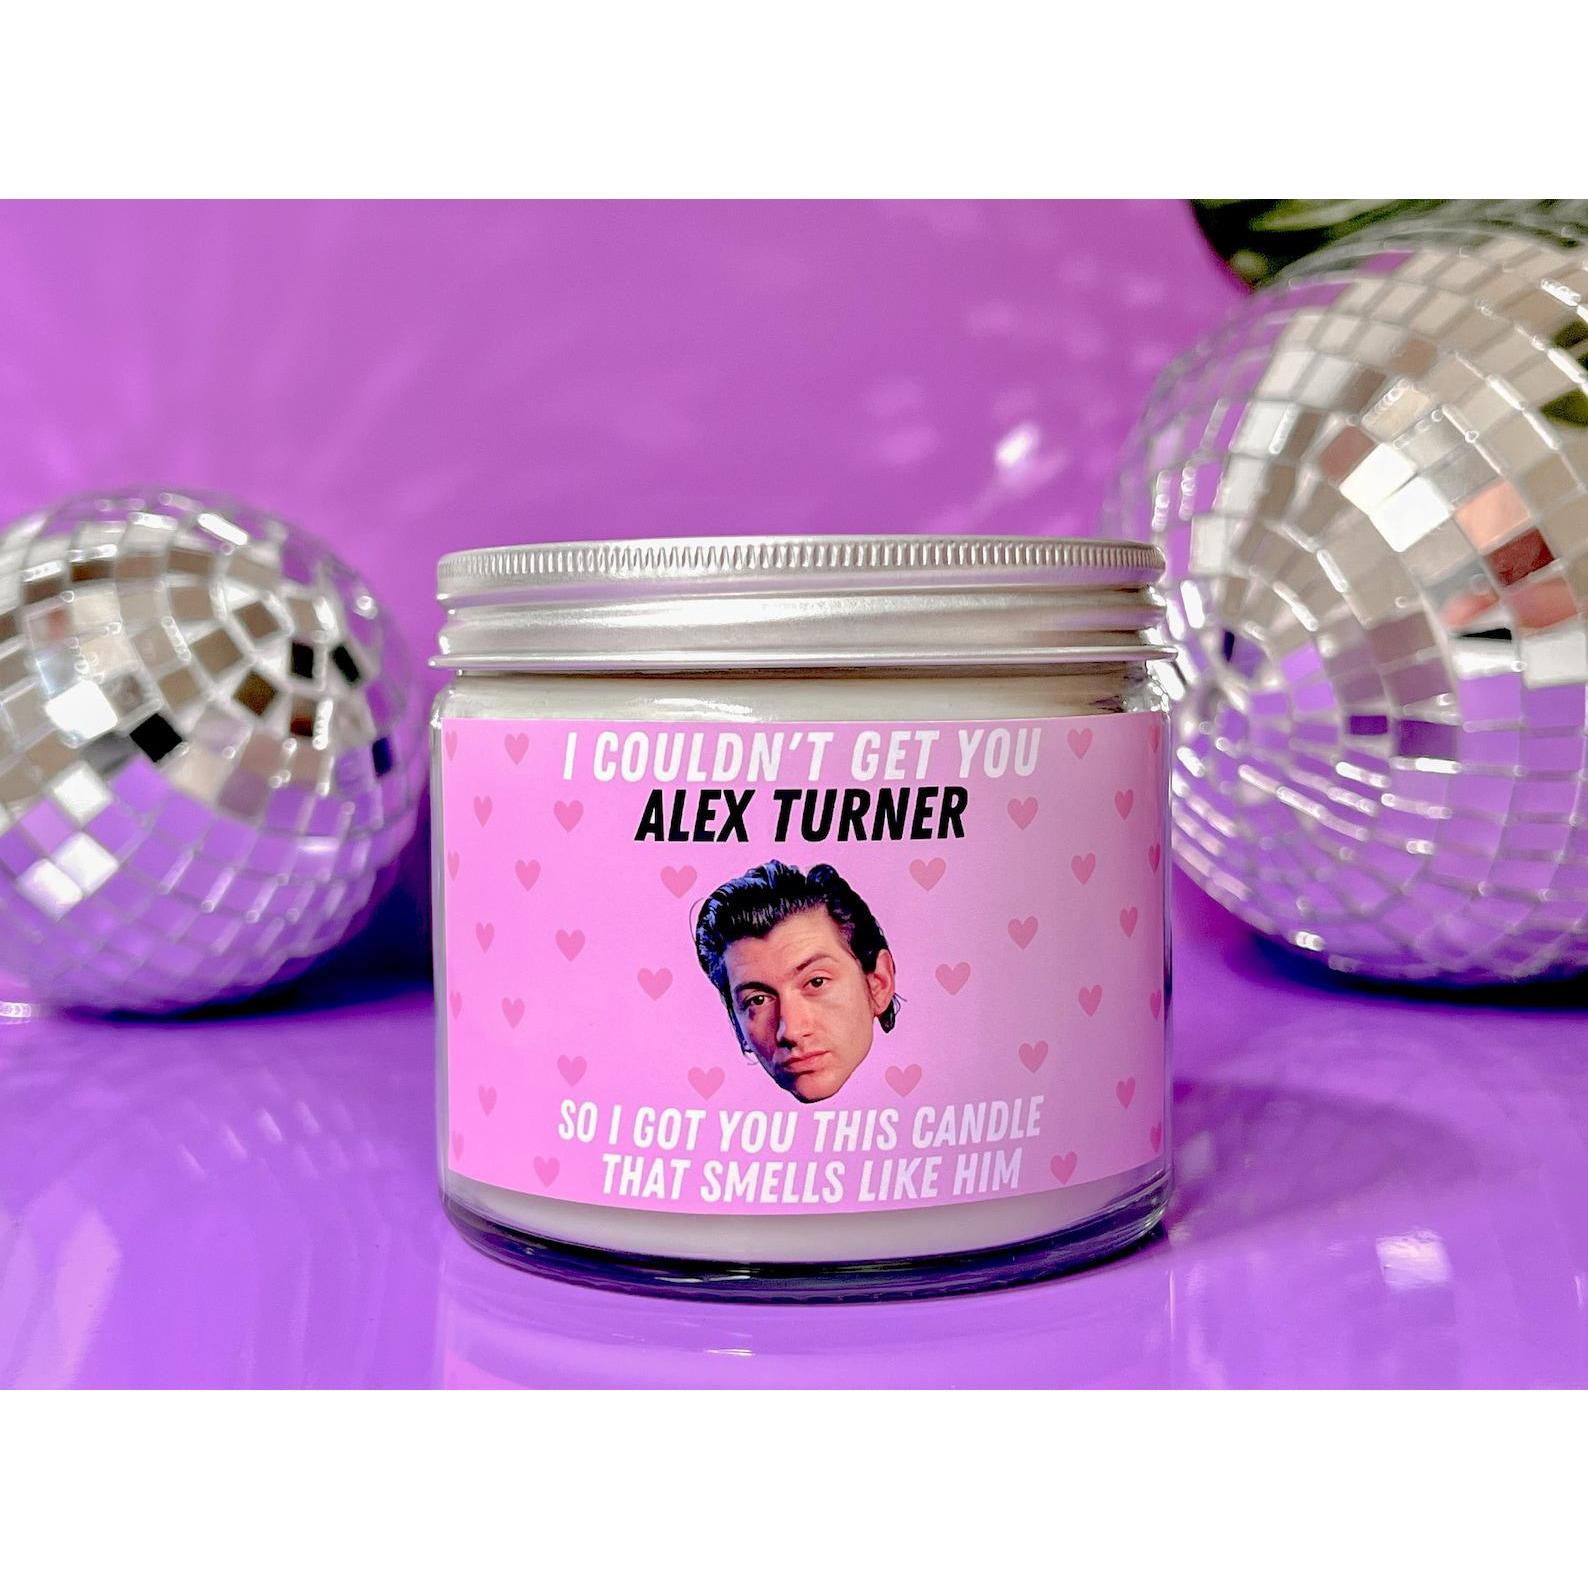 I COULDN'T GET YOU
ALEX TURNER
SO I GOT YOU THIS CANDLE
THAT SMELLS LIKE HIM